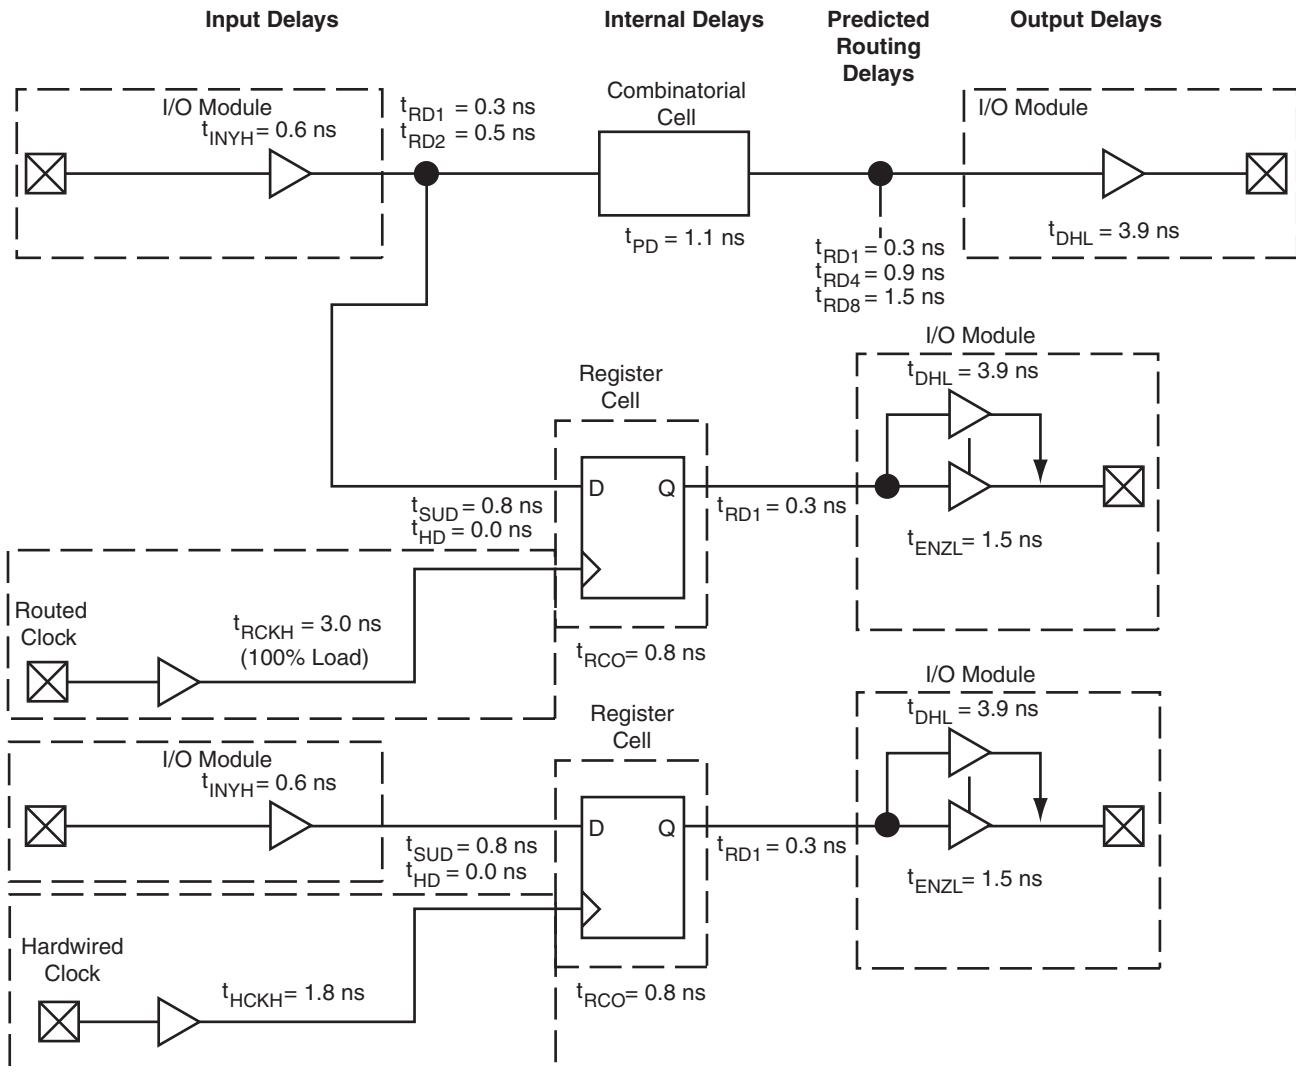 Input Delays
Internal Delays
Predicted
Routing
Delays
Output Delays
I/O Module
tINYH = 0.6 ns
tRD1 = 0.3 ns
tRD2 = 0.5 ns
Combinatorial
Cell
tPD = 1.1 ns
tRD1 = 0.3 ns
tRD4 = 0.9 ns
tRD8 = 1.5 ns
I/O Module
tDHL = 3.9 ns
Register
Cell
D
Q
tSUD = 0.8 ns
tHD = 0.0 ns
tRD1 = 0.3 ns
I/O Module
tDHL = 3.9 ns
tENZL = 1.5 ns
Routed
Clock
tRCKH = 3.0 ns
(100% Load)
tRCO = 0.8 ns
I/O Module
tINYH = 0.6 ns
Register
Cell
D
Q
tSUD = 0.8 ns
tHD = 0.0 ns
tRD1 = 0.3 ns
I/O Module
tDHL = 3.9 ns
tENZL = 1.5 ns
Hardwired
Clock
tHCKH = 1.8 ns
tRCO = 0.8 ns